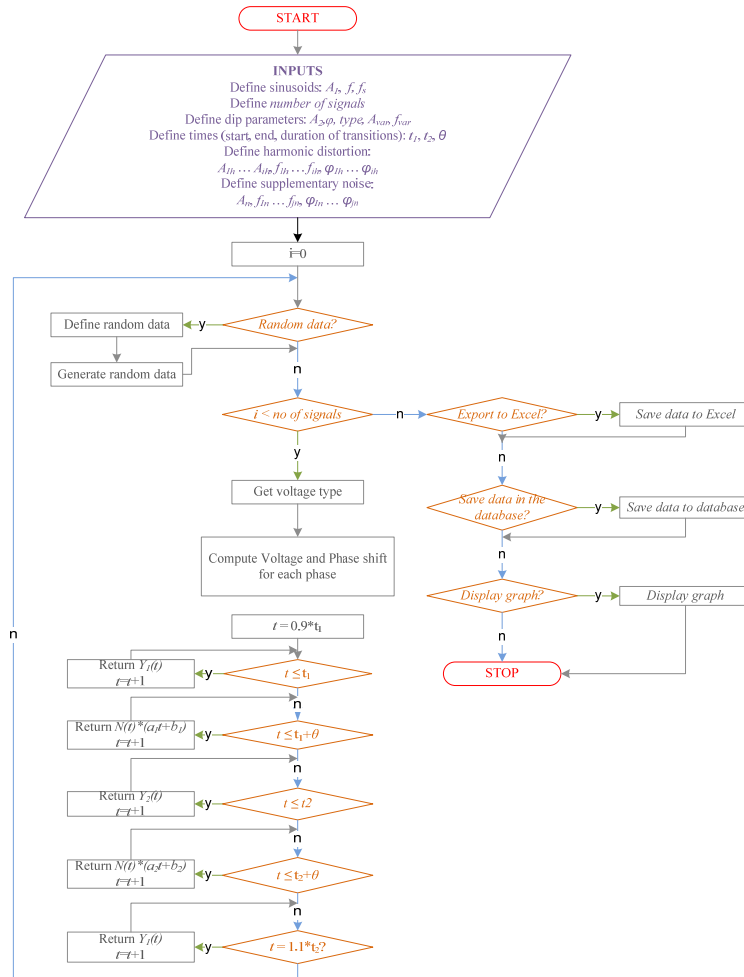 START
INPUTS
Define sinusoids: A₁, f, fₛ
Define number of signals
Define dip parameters: A₂,φ, type, Aᵥₐᵣ, fᵥₐᵣ
Define times (start, end, duration of transitions): t₁, t₂, θ
Define harmonic distortion:
A₁ₕ … Aᵢₕ, f₁ₕ … fᵢₕ, φ₁ₕ … φᵢₕ
Define supplementary noise:
Aₙ, f₁ₙ … fⱼₙ, φ₁ₙ … φⱼₙ
i=0
Random data?
y
Define random data
Generate random data
n
i < no of signals
n
Export to Excel?
y
Save data to Excel
y
n
Get voltage type
Save data in the
database?
y
Save data to database
Compute Voltage and Phase shift
for each phase
n
Display graph?
y
Display graph
n
STOP
n
t = 0.9*t₁
t ≤ t₁
y
Return Y₁(t)
t=t+1
n
t ≤ t₁+θ
y
Return N(t)*(a₁t+b₁)
t=t+1
n
t ≤ t2
y
Return Y₂(t)
t=t+1
n
t ≤ t₂+θ
y
Return N(t)*(a₂t+b₂)
t=t+1
n
t = 1.1*t₂?
y
Return Y₁(t)
t=t+1